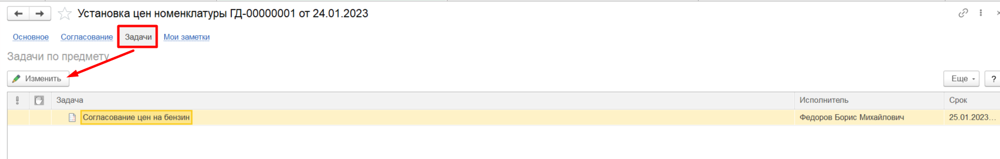 Установка цен номенклатуры ГД-00000001 от 24.01.2023
Основное Согласование Задачи Мои заметки
Задачи по предмету
Изменить Еще ?
Задача Исполнитель Срок
Согласование цен на бензин Федоров Борис Михайлович 25.01.2023...